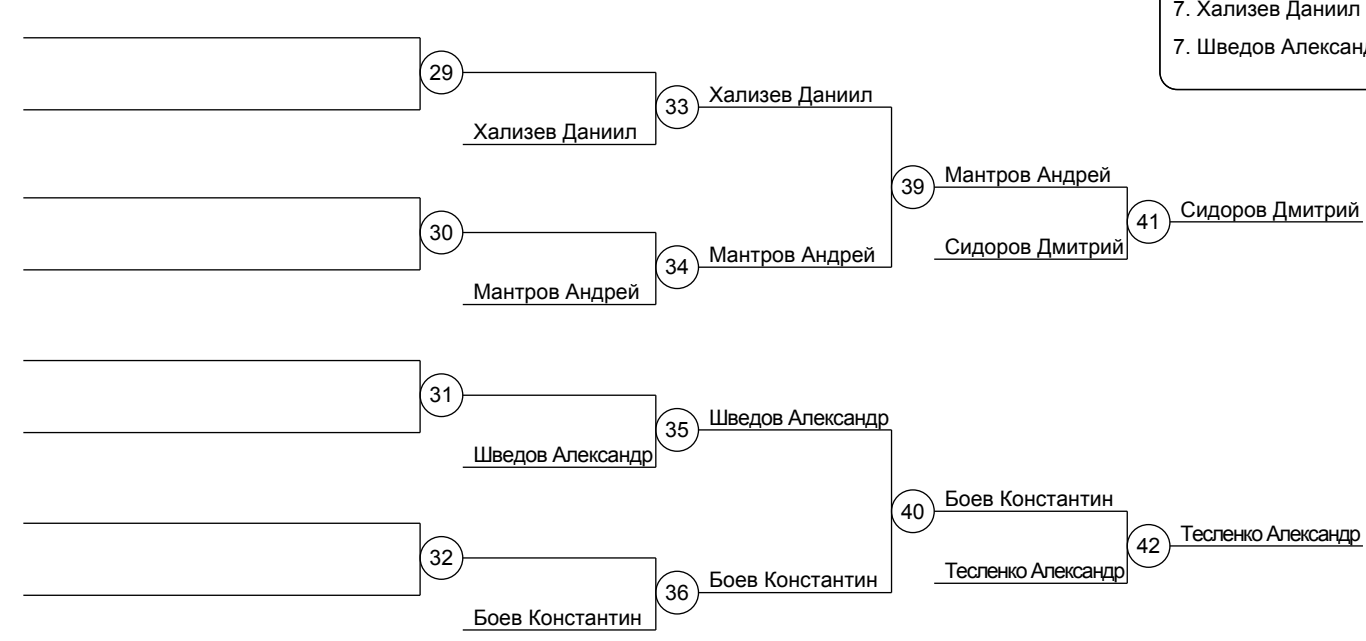 7. Хализев Даниил
7. Шведов
29
33
Хализев Даниил
Хализев Даниил
39
Мантров Андрей
41
Сидоров Дмитрий
30
34
Мантров Андрей
Сидоров Дмитрий
Мантров Андрей
31
35
Шведов Александр
Шведов Александр
40
Боев Константин
42
Тесленко Александр
32
36
Боев Константин
Тесленко Александр
Боев Константин